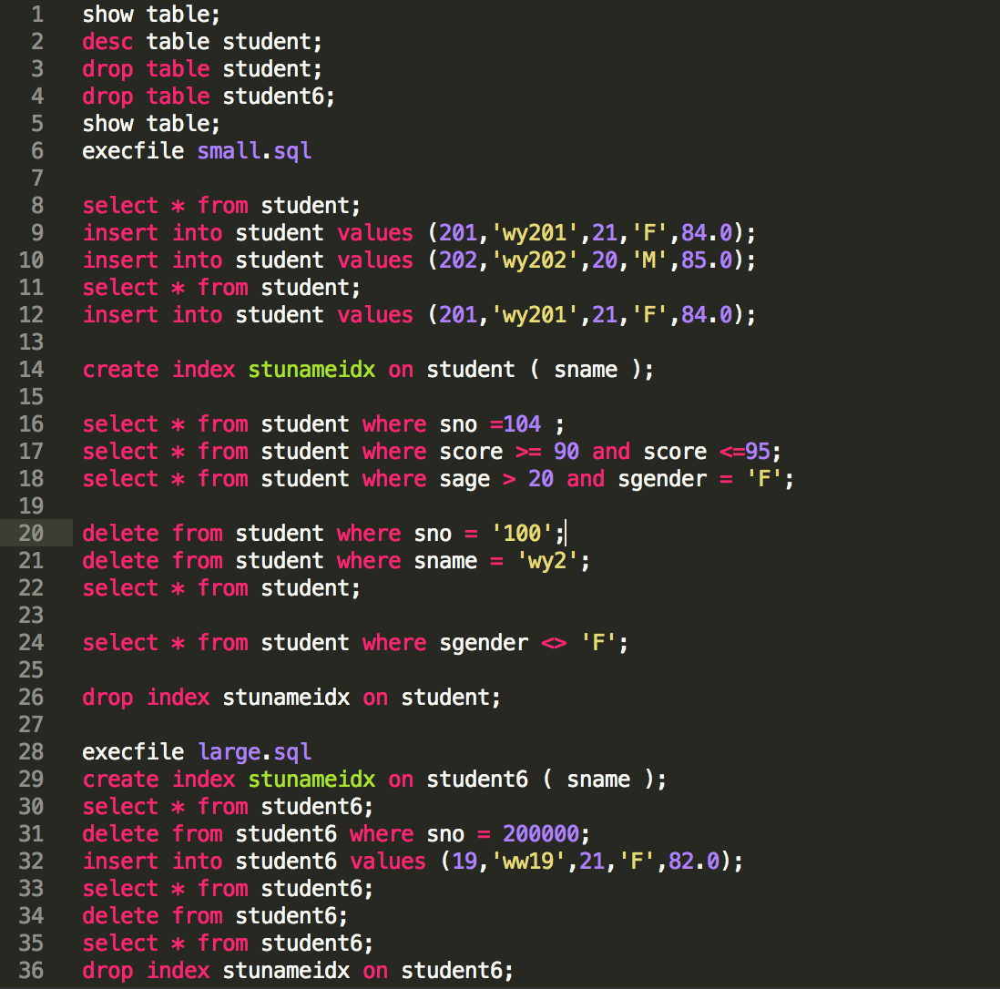 1 show table;
2 desc table student;
3 drop table student;
4 drop table student6;
5 show table;
6 execfile small.sql
7
8 select * from student;
9 insert into student values (201,'wy201',21,'F',84.0);
10 insert into student values (202,'wy202',20,'M',85.0);
11 select * from student;
12 insert into student values (201,'wy201',21,'F',84.0);
13
14 create index stunameidx on student ( sname );
15
16 select * from student where sno =104 ;
17 select * from student where score >= 90 and score <=95;
18 select * from student where sage > 20 and sgender = 'F';
19
20 delete from student where sno = '100';
21 delete from student where sname = 'wy2';
22 select * from student;
23
24 select * from student where sgender <> 'F';
25
26 drop index stunameidx on student;
27
28 execfile large.sql
29 create index stunameidx on student6 ( sname );
30 select * from student6;
31 delete from student6 where sno = 200000;
32 insert into student6 values (19,'ww19',21,'F',82.0);
33 select * from student6;
34 delete from student6;
35 select * from student6;
36 drop index stunameidx on student6;